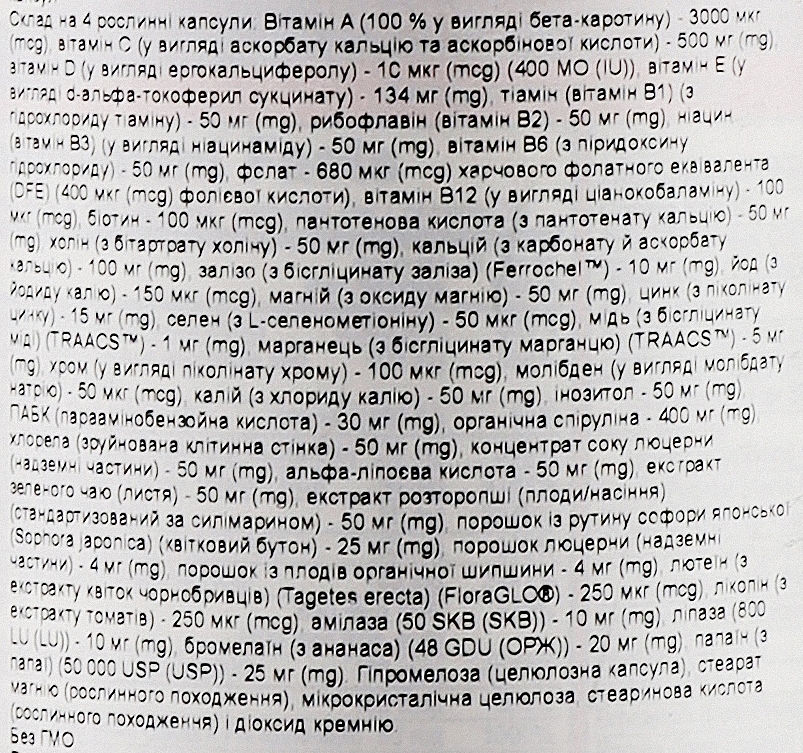 Склад на 4 рослинні капсули: Вітамін А (100 % у вигляді бета-каротину) - 3000 мкг
(mcg), вітамін С (у вигляді аскорбату кальцію та аскорбінової кислоти) - 500 мг (mg),
вітамін D (у вигляді ергокальциферолу) - 10 мкг (mcg) (400 МО (IU)), вітамін Е (у
вигляді d-альфа-токоферил сукцинату) - 134 мг (mg), тіамін (вітамін В1) (з
гідрохлориду тіаміну) - 50 мг (mg), рибофлавін (вітамін В2) - 50 мг (mg), ніацин
(вітамін В3) (у вигляді ніацинаміду) - 50 мг (mg), вітамін В6 (з піридоксину
гідрохлориду) - 50 мг (mg), фолат - 680 мкг (mcg) харчового фолатного еквівалента
(DFE) (400 мкг (mcg) фолієвої кислоти), вітамін В12 (у вигляді ціанокобаламіну) - 100
мкг (mcg), біотин - 100 мкг (mcg), пантотенова кислота (з пантотенату кальцію) - 50 мг
(mg), холін (з бітартрату холіну) - 50 мг (mg), кальцій (з карбонату й аскорбату
кальцію) - 100 мг (mg), залізо (з бісгліцинату заліза) (Ferrochel™) - 10 мг (mg), йод (з
йодиду калію) - 150 мкг (mcg), магній (з оксиду магнію) - 50 мг (mg), цинк (з піколінату
цинку) - 15 мг (mg), селен (з L-селенометіоніну) - 50 мкг (mcg), мідь (з бісгліцинату
міді) (TRAACS™) - 1 мг (mg), марганець (з бісгліцинату марганцю) (TRAACS™) - 5 мг
(mg), хром (у вигляді піколінату хрому) - 100 мкг (mcg), молібден (у вигляді молібдату
натрію) - 50 мкг (mcg), калій (з хлориду калію) - 50 мг (mg), інозитол - 50 мг (mg),
ПАБК (параамінобензойна кислота) - 30 мг (mg), органічна спіруліна - 400 мг (mg),
хлорела (зруйнована клітинна стінка) - 50 мг (mg), концентрат соку люцерни
(надземні частини) - 50 мг (mg), альфа-ліпоєва кислота - 50 мг (mg), екстракт
зеленого чаю (листя) - 50 мг (mg), екстракт розторопші (плоди/насіння)
(стандартизований за силімарином) - 50 мг (mg), порошок із рутину софори японської
(Sophora japonica) (квітковий бутон) - 25 мг (mg), порошок люцерни (надземні
частини) - 4 мг (mg), порошок із плодів органічної шипшини - 4 мг (mg), лютеїн (з
екстракту квіток чорнобривців) (Tagetes erecta) (FloraGLO®) - 250 мкг (mcg), лікопін (з
екстракту томатів) - 250 мкг (mcg), амілаза (50 SKB (SKB)) - 10 мг (mg), ліпаза (800
LU (LU)) - 10 мг (mg), бромелаїн (з ананаса) (48 GDU (ОРЖ)) - 20 мг (mg), папаїн (з
папаї) (50 000 USP (USP)) - 25 мг (mg). Гіпромелоза (целюлозна капсула), стеарат
магнію (рослинного походження), мікрокристалічна целюлоза, стеаринова кислота
(рослинного походження) і діоксид кремнію.
Без ГМО